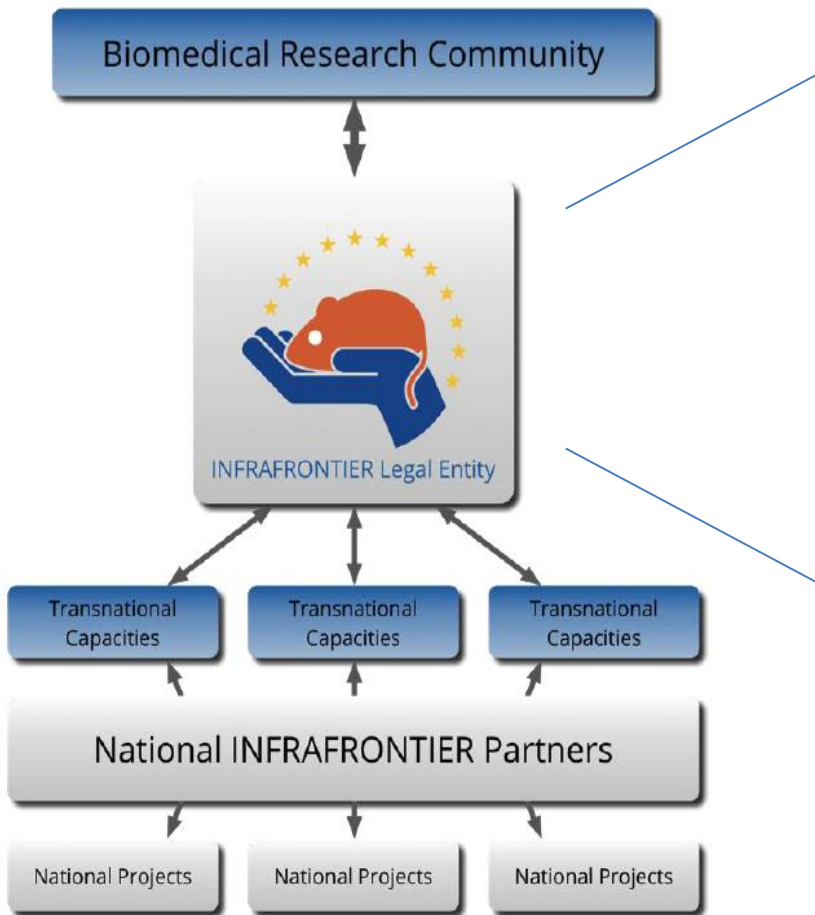 Biomedical Research Community
INFRAFRONTIER Legal Entity
Transnational
Capacities
Transnational
Capacities
Transnational
Capacities
National INFRAFRONTIER Partners
National Projects
National Projects
National Projects